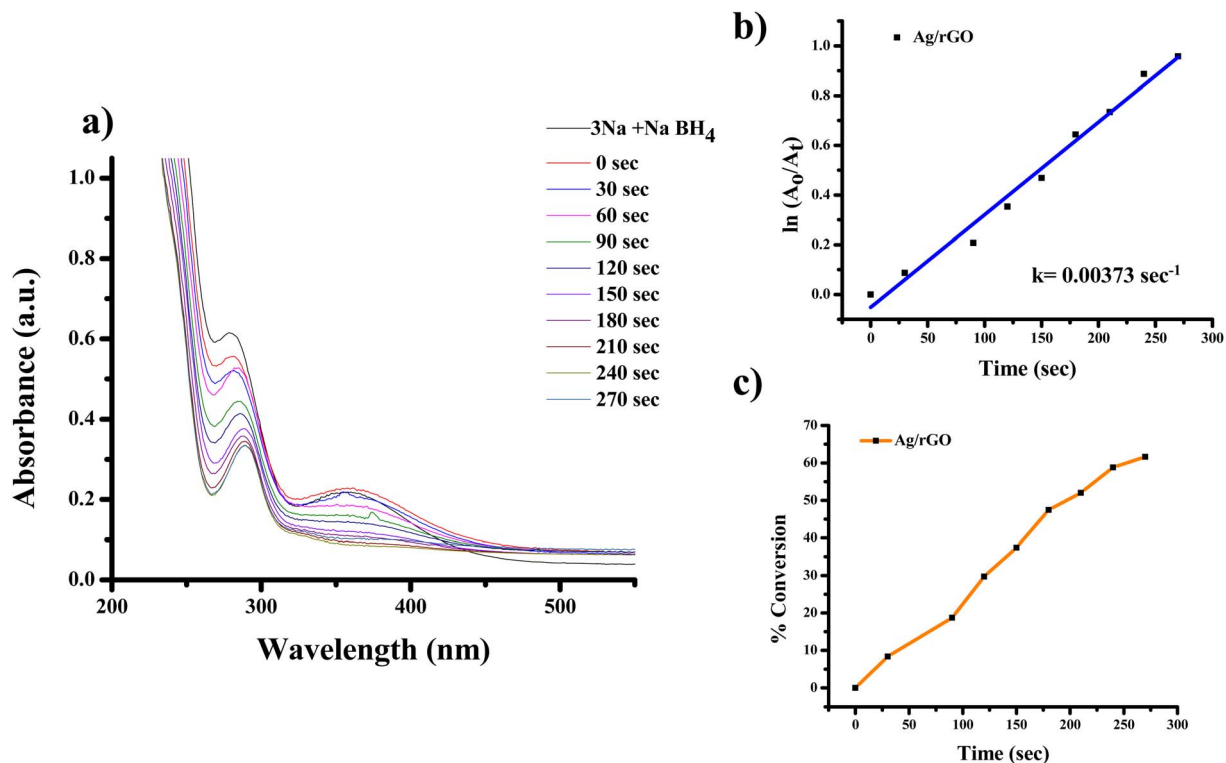 a)
3Na +Na BH4
0 sec
30 sec
60 sec
90 sec
120 sec
150 sec
180 sec
210 sec
240 sec
270 sec
1.0
0.8
0.6
0.4
0.2
0.0
200
300
400
500
Absorbance (a.u.)
Wavelength (nm)
b)
Ag/rGO
1.0
0.8
0.6
0.4
0.2
0.0
ln (Ao/At)
k= 0.00373 sec-1
0
50
100
150
200
250
300
Time (sec)
c)
Ag/rGO
70
60
50
40
30
20
10
0
% Conversion
0
50
100
150
200
250
300
Time (sec)